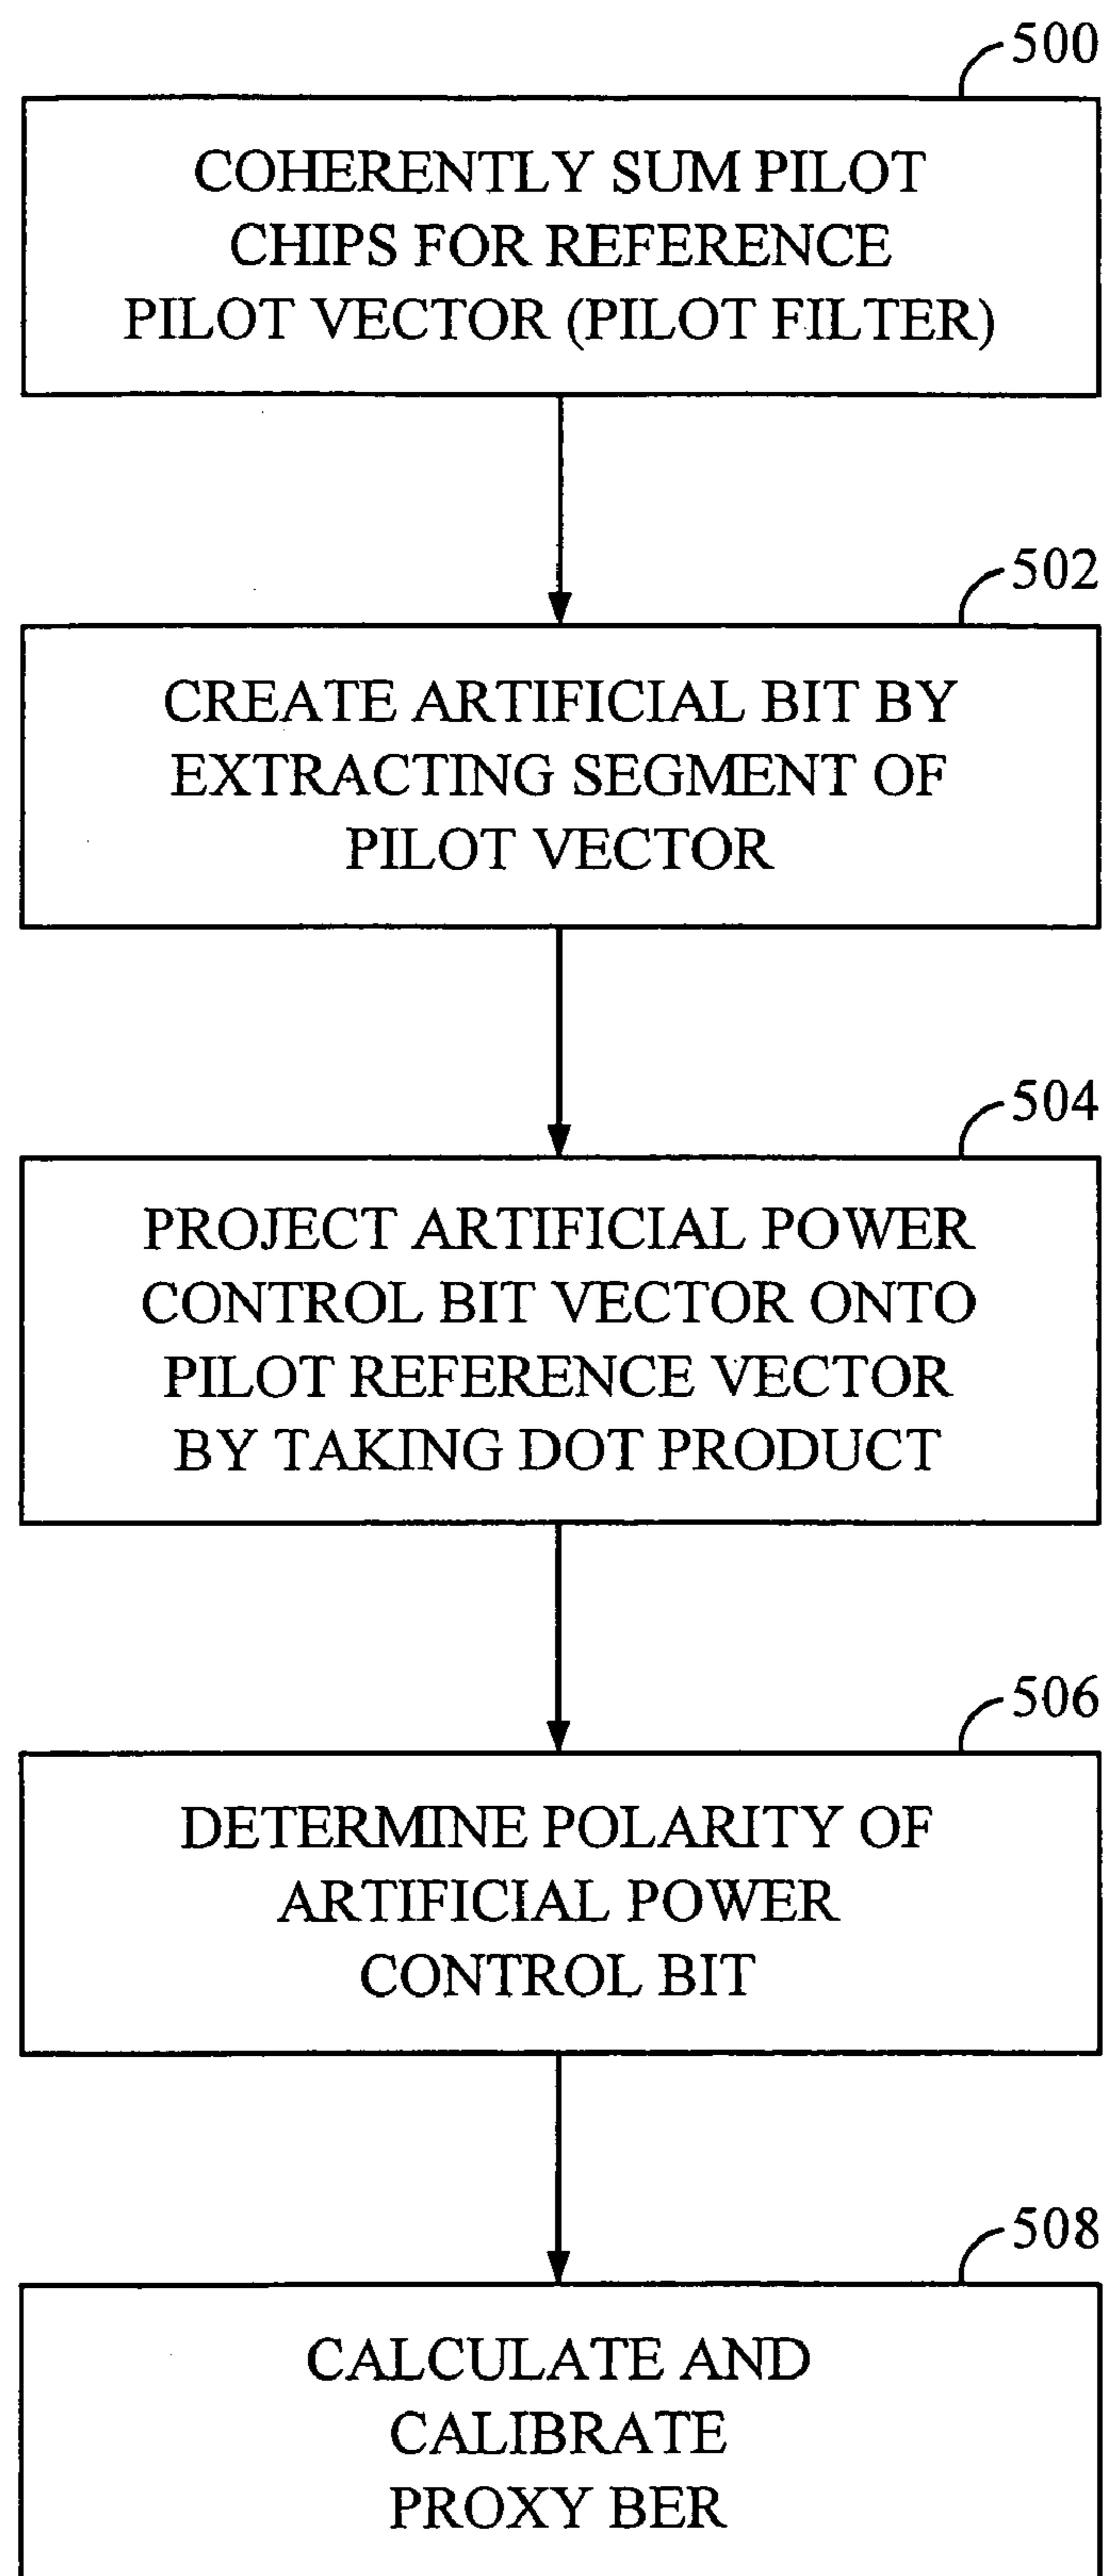 500
COHERENTLY SUM PILOT
CHIPS FOR REFERENCE
PILOT VECTOR (PILOT FILTER)
502
CREATE ARTIFICIAL BIT BY
EXTRACTING SEGMENT OF
PILOT VECTOR
504
PROJECT ARTIFICIAL POWER
CONTROL BIT VECTOR ONTO
PILOT REFERENCE VECTOR
BY TAKING DOT PRODUCT
506
DETERMINE POLARITY OF
ARTIFICIAL POWER
CONTROL BIT
508
CALCULATE AND
CALIBRATE
PROXY BER